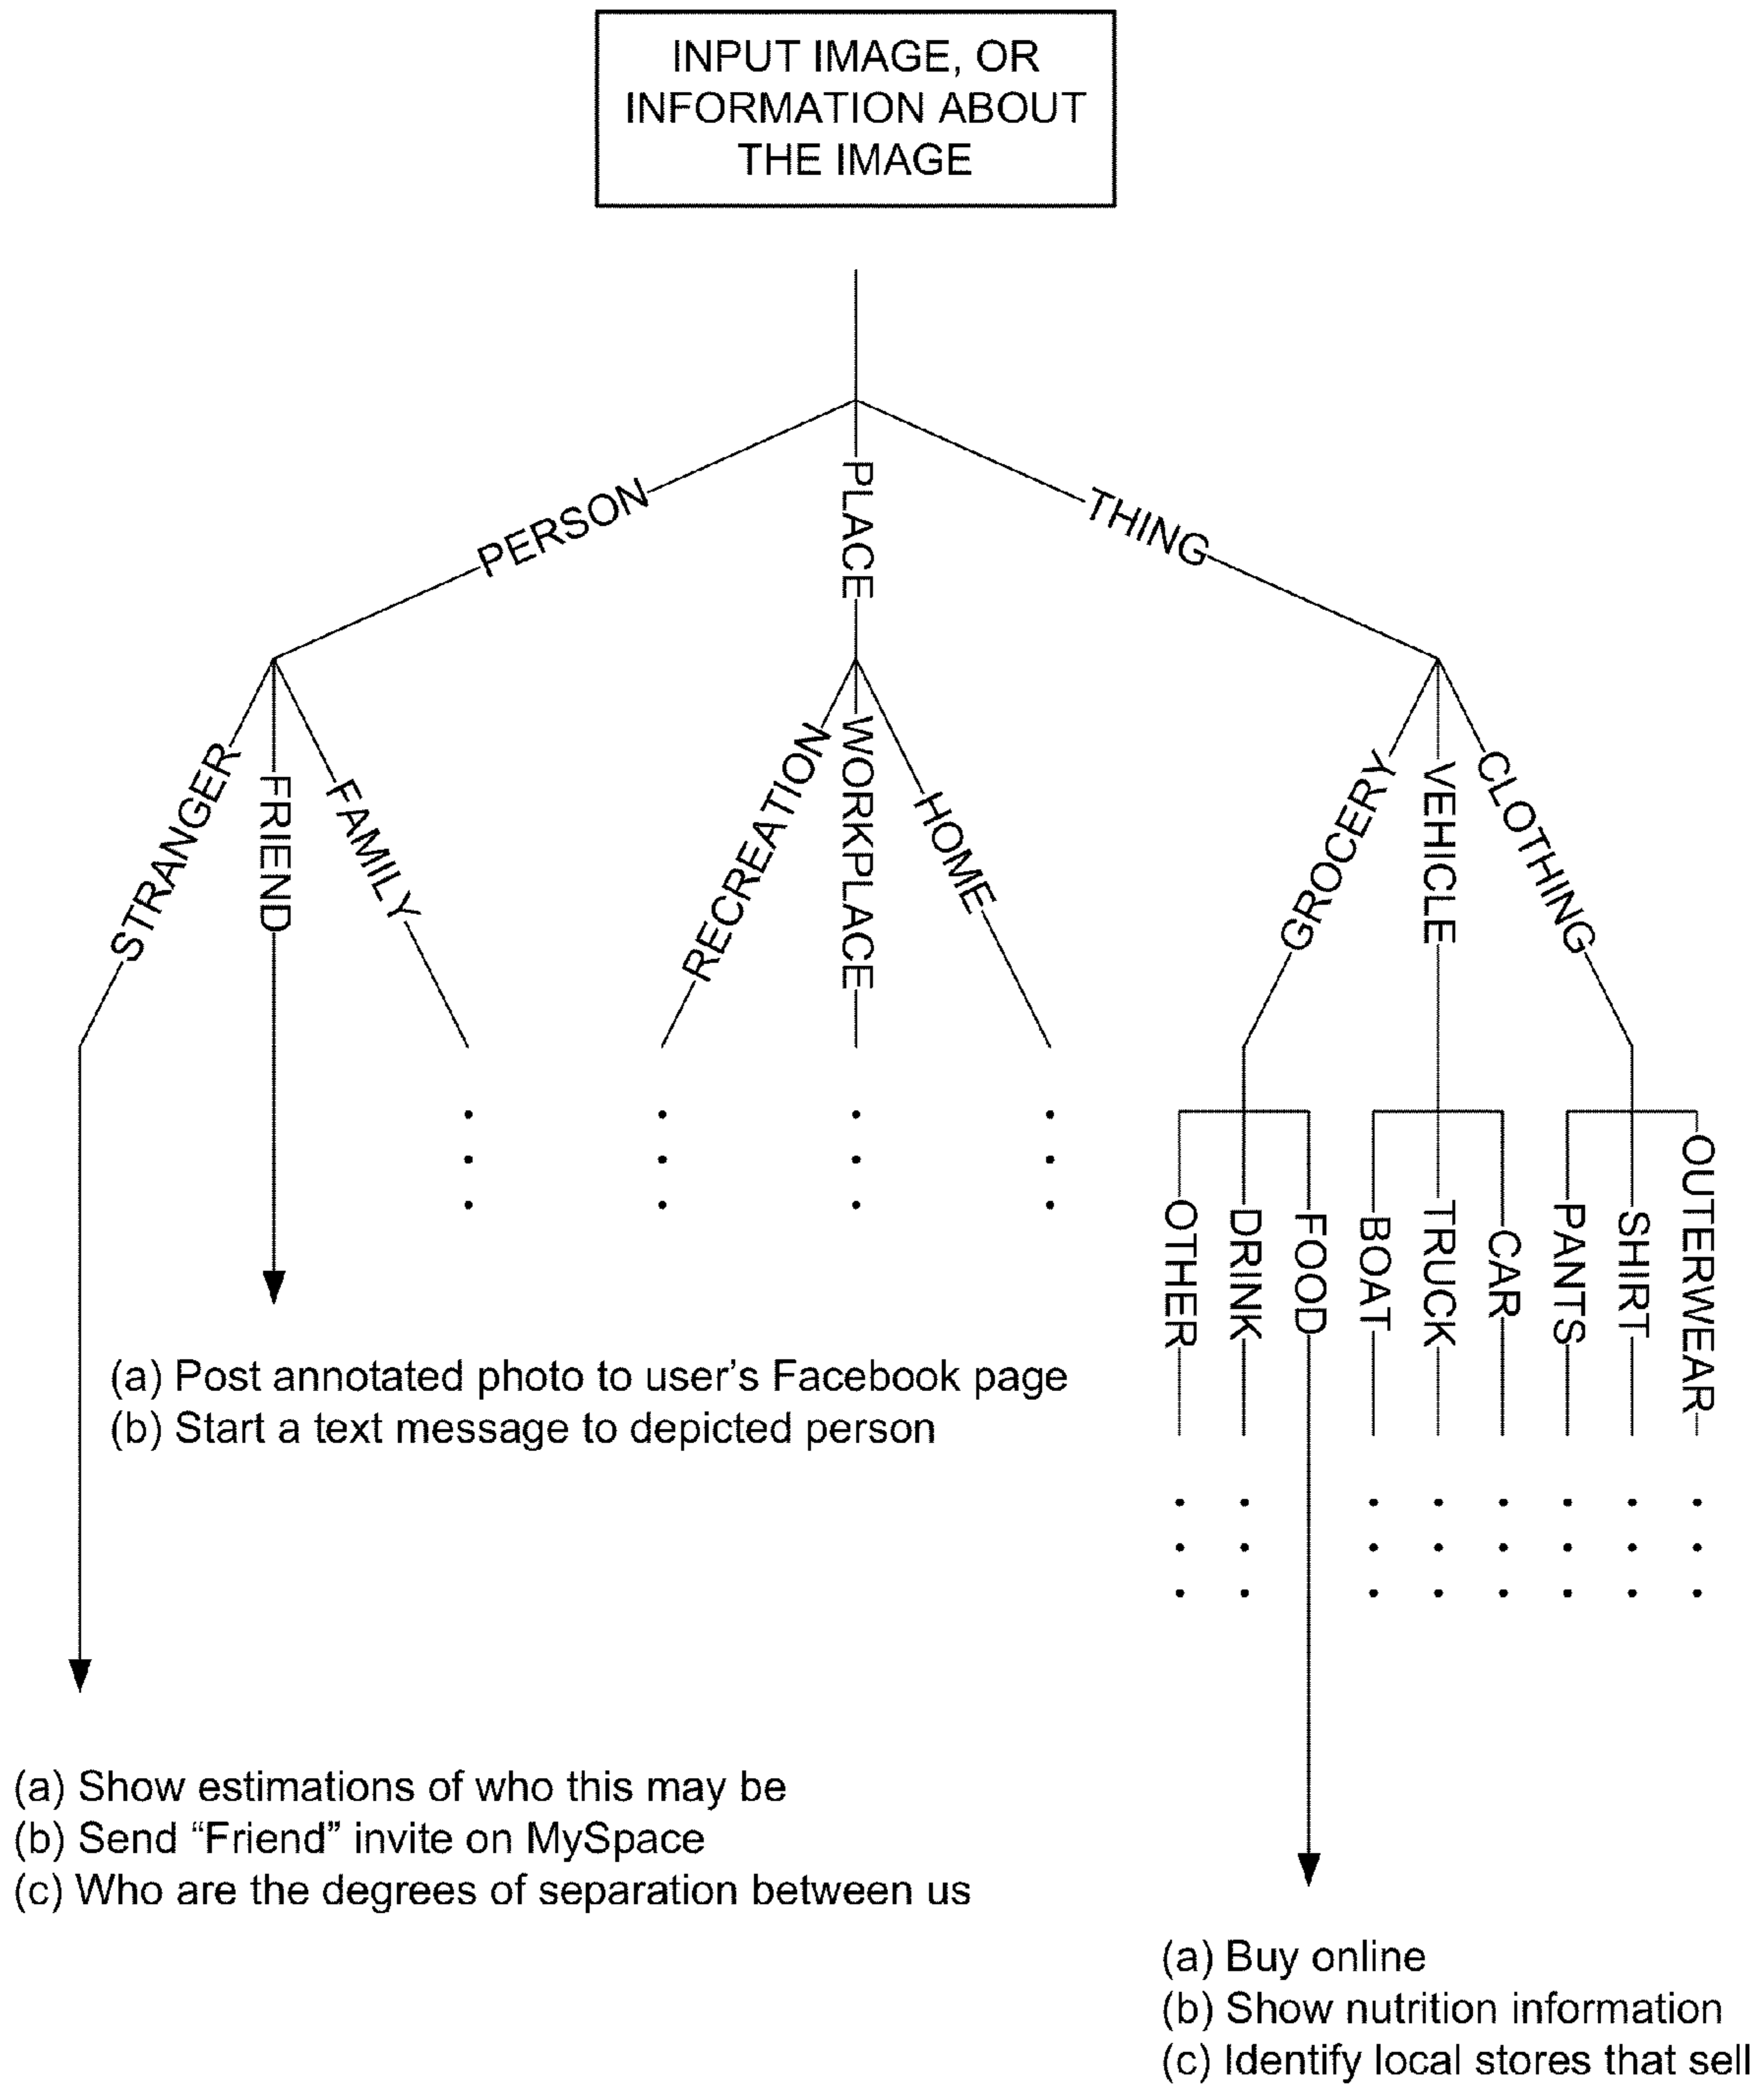 INPUT IMAGE, OR
INFORMATION ABOUT
THE IMAGE
PERSON
PLACE
THING
STRANGER
FRIEND
FAMILY
RECREATION
WORKPLACE
HOME
GROCERY
VEHICLE
CLOTHING
OTHER
DRINK
FOOD
BOAT
TRUCK
CAR
PANTS
SHIRT
OUTERWEAR
(a) Post annotated photo to user’s Facebook page
(b) Start a text message to depicted person
(a) Show estimations of who this may be
(b) Send “Friend” invite on MySpace
(c) Who are the degrees of separation between us
(a) Buy online
(b) Show nutrition information
(c) Identify local stores that sell